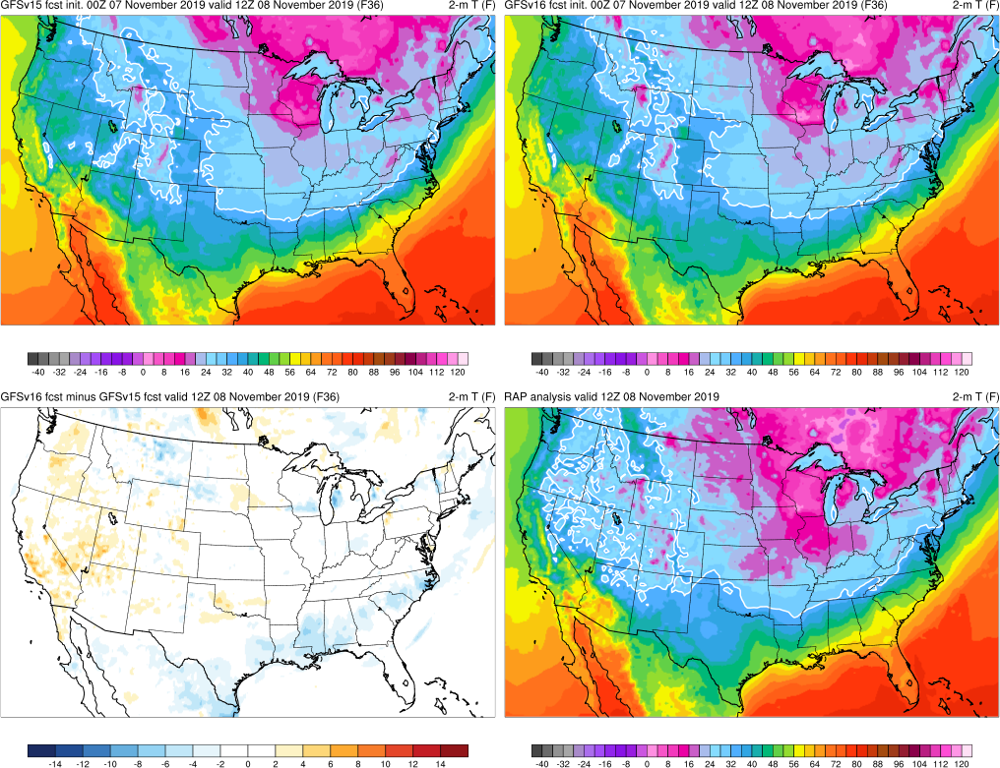 GFSv15 fcst init. 00Z 07 November 2019 valid 12Z 08 November 2019 (F36) 2-m T (F)
GFSv16 fcst init. 00Z 07 November 2019 valid 12Z 08 November 2019 (F36) 2-m T (F)
-40 -32 -24 -16 -8 0 8 16 24 32 40 48 56 64 72 80 88 96 104 112 120
-40 -32 -24 -16 -8 0 8 16 24 32 40 48 56 64 72 80 88 96 104 112 120
GFSv16 fcst minus GFSv15 fcst valid 12Z 08 November 2019 (F36) 2-m T (F)
RAP analysis valid 12Z 08 November 2019 2-m T (F)
-14 -12 -10 -8 -6 -4 -2 0 2 4 6 8 10 12 14
-40 -32 -24 -16 -8 0 8 16 24 32 40 48 56 64 72 80 88 96 104 112 120